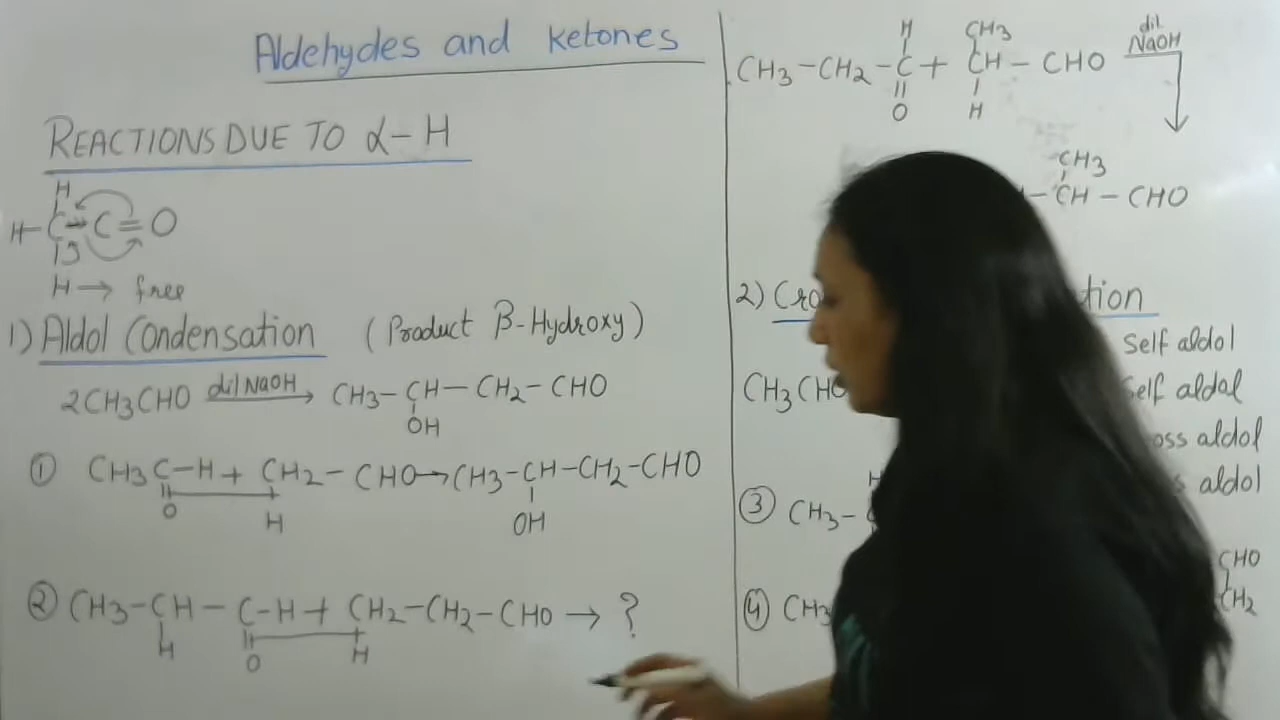 Aldehydes and ketones
REACTIONS DUE TO α-H
H
H-C-C=O
H → free
1) Aldol Condensation (Product β-Hydroxy)
2CH3CHO dil NaOH → CH3-CH-CH2-CHO
OH
① CH3C-H + CH2-CHO → CH3-CH-CH2-CHO
O H OH
② CH3-CH-C-H + CH2-CH2-CHO → ?
H O H
H CH3 dil
CH3-CH2-C + CH-CHO NaOH
O H
CH3
-CH-CHO
2)
Self aldol
CH3CHO Self aldal
aldol
aldol
③ CH3-
CHO
④ CH3 CH2